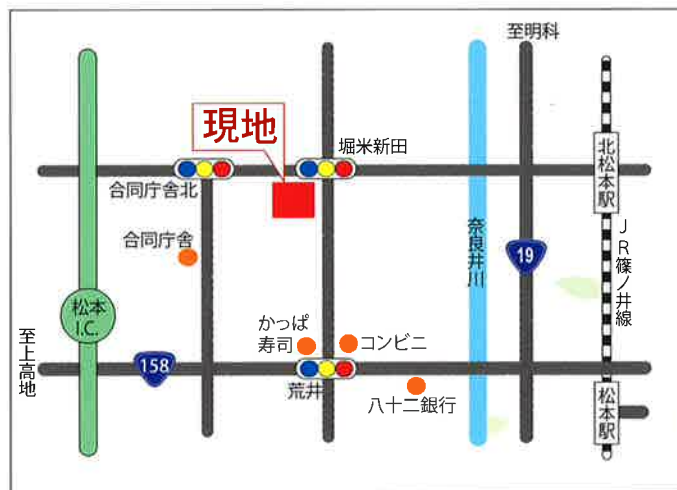 至明科
現地
堀米新田
合同庁舎北
北松本駅
合同庁舎
奈良井川
19
JR篠ノ井線
松本
I.C.
至上高地
158
かっぱ
寿司
コンビニ
荒井
八十二銀行
松本駅